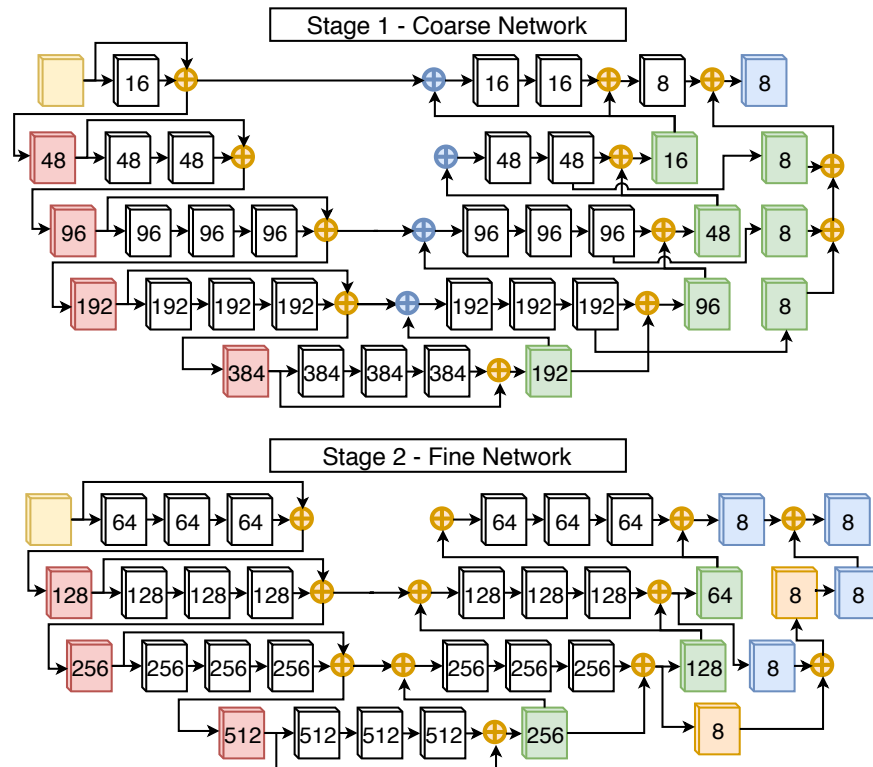 Stage 1 - Coarse Network
16 16 16 8 8
48 48 48 48 48 16 8
96 96 96 96 96 96 96 48 8
192 192 192 192 192 192 192 96 8
384 384 384 384 192
Stage 2 - Fine Network
64 64 64 64 64 64 8 8
128 128 128 128 128 128 128 64 8 8
256 256 256 256 256 256 256 128 8
512 512 512 512 256 8